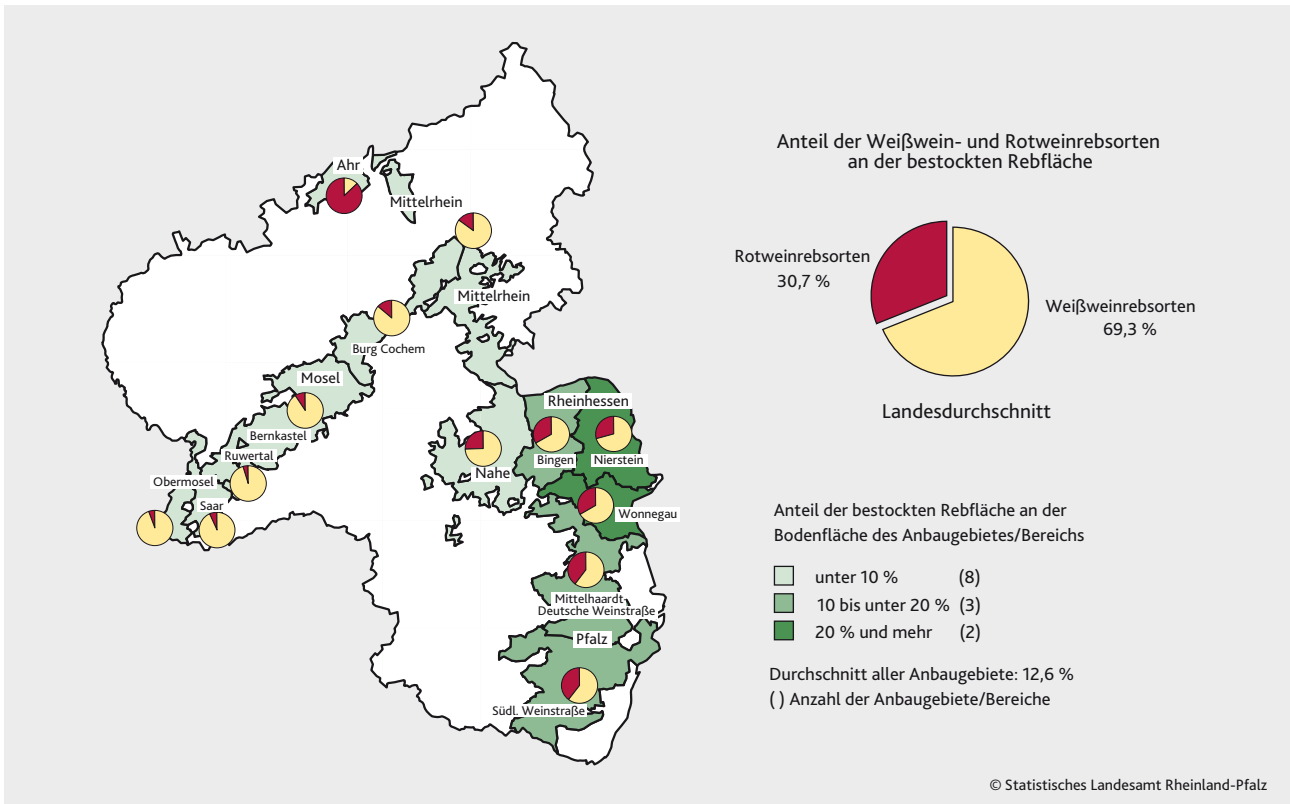 Ahr
Mittelrhein
Mittelrhein
Burg Cochem
Mosel
Bernkastel
Ruwertal
Obermosel
Saar
Nahe
Rheinhessen
Bingen
Nierstein
Wonnegau
Mittelhaardt
Deutsche Weinstraße
Pfalz
Südl. Weinstraße
Anteil der Weißwein- und Rotweinrebsorten
an der bestockten Rebfläche
Rotweinrebsorten
30,7 %
Weißweinrebsorten
69,3 %
Landesdurchschnitt
Anteil der bestockten Rebfläche an der
Bodenfläche des Anbaugebietes/Bereichs
unter 10 % (8)
10 bis unter 20 % (3)
20 % und mehr (2)
Durchschnitt aller Anbaugebiete: 12,6 %
( ) Anzahl der Anbaugebiete/Bereiche
© Statistisches Landesamt Rheinland-Pfalz